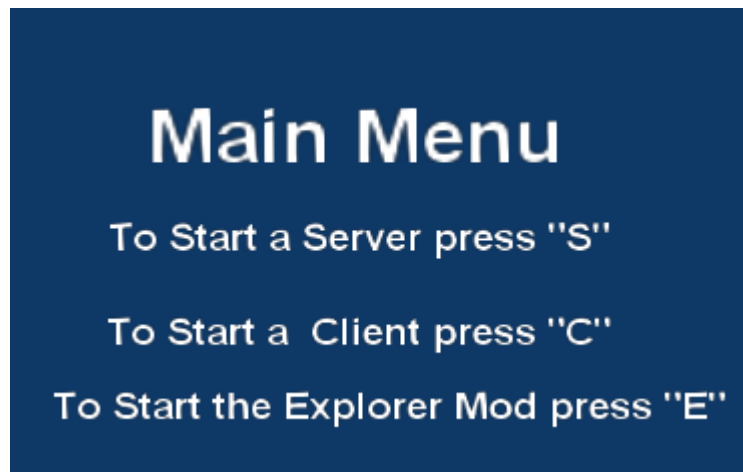 Main Menu
To Start a Server press "S"
To Start a  Client press "C"
To Start the Explorer Mod press "E"